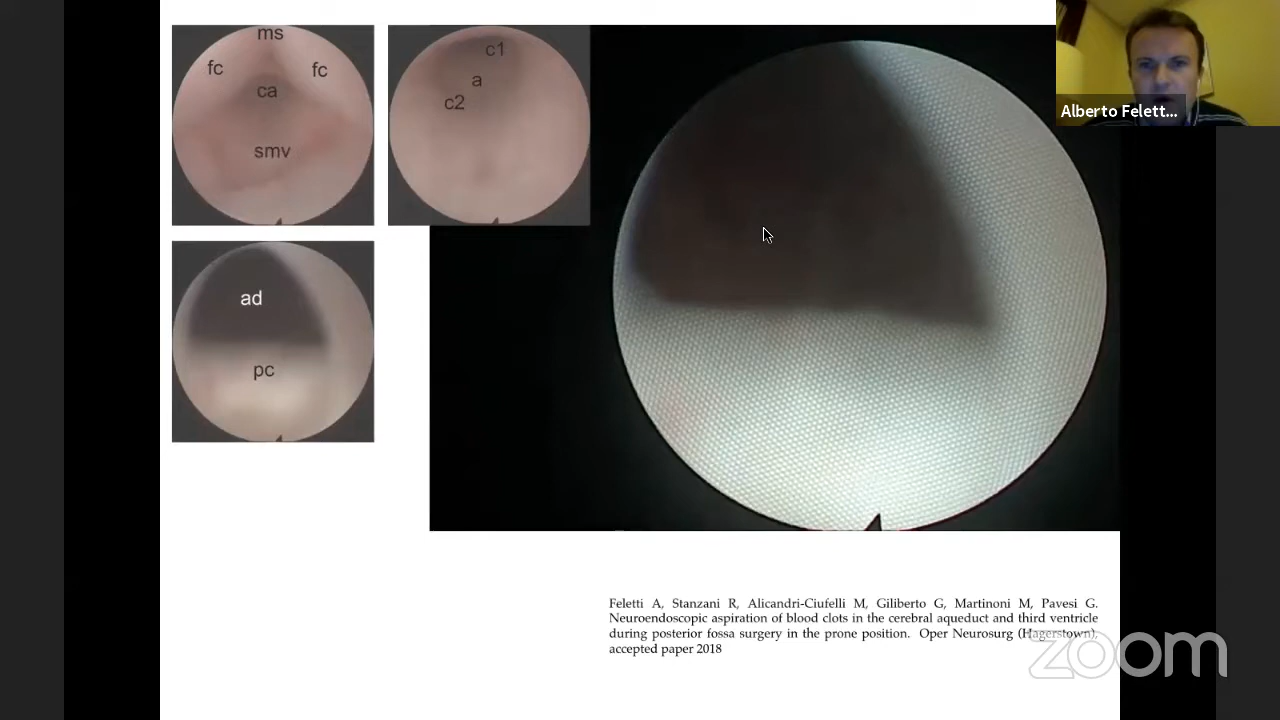 ms
fc
fc
ca
smv
c1
a
c2
ad
pc
Alberto Felett...
Feletti A, Stanzani R, Alicandri-Ciufelli M, Giliberto G, Martinoni M, Pavesi G.
Neuroendoscopic aspiration of blood clots in the cerebral aqueduct and third ventricle
during posterior fossa surgery in the prone position. Oper Neurosurg (Hagerstown),
accepted paper 2018
zoom